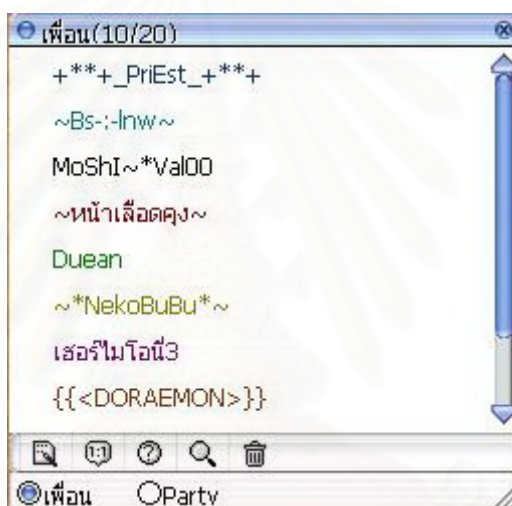 เพื่อน(10/20)
+**+_PriEst_+**+
~Bs-:-lnw~
MoShI~*Val00
~หน้าเลือดคุง~
Duean
~*NekoBuBu*~
เฮอร์ไมโอนี่3
{{<DORAEMON>}}
1:1
เพื่อน Party